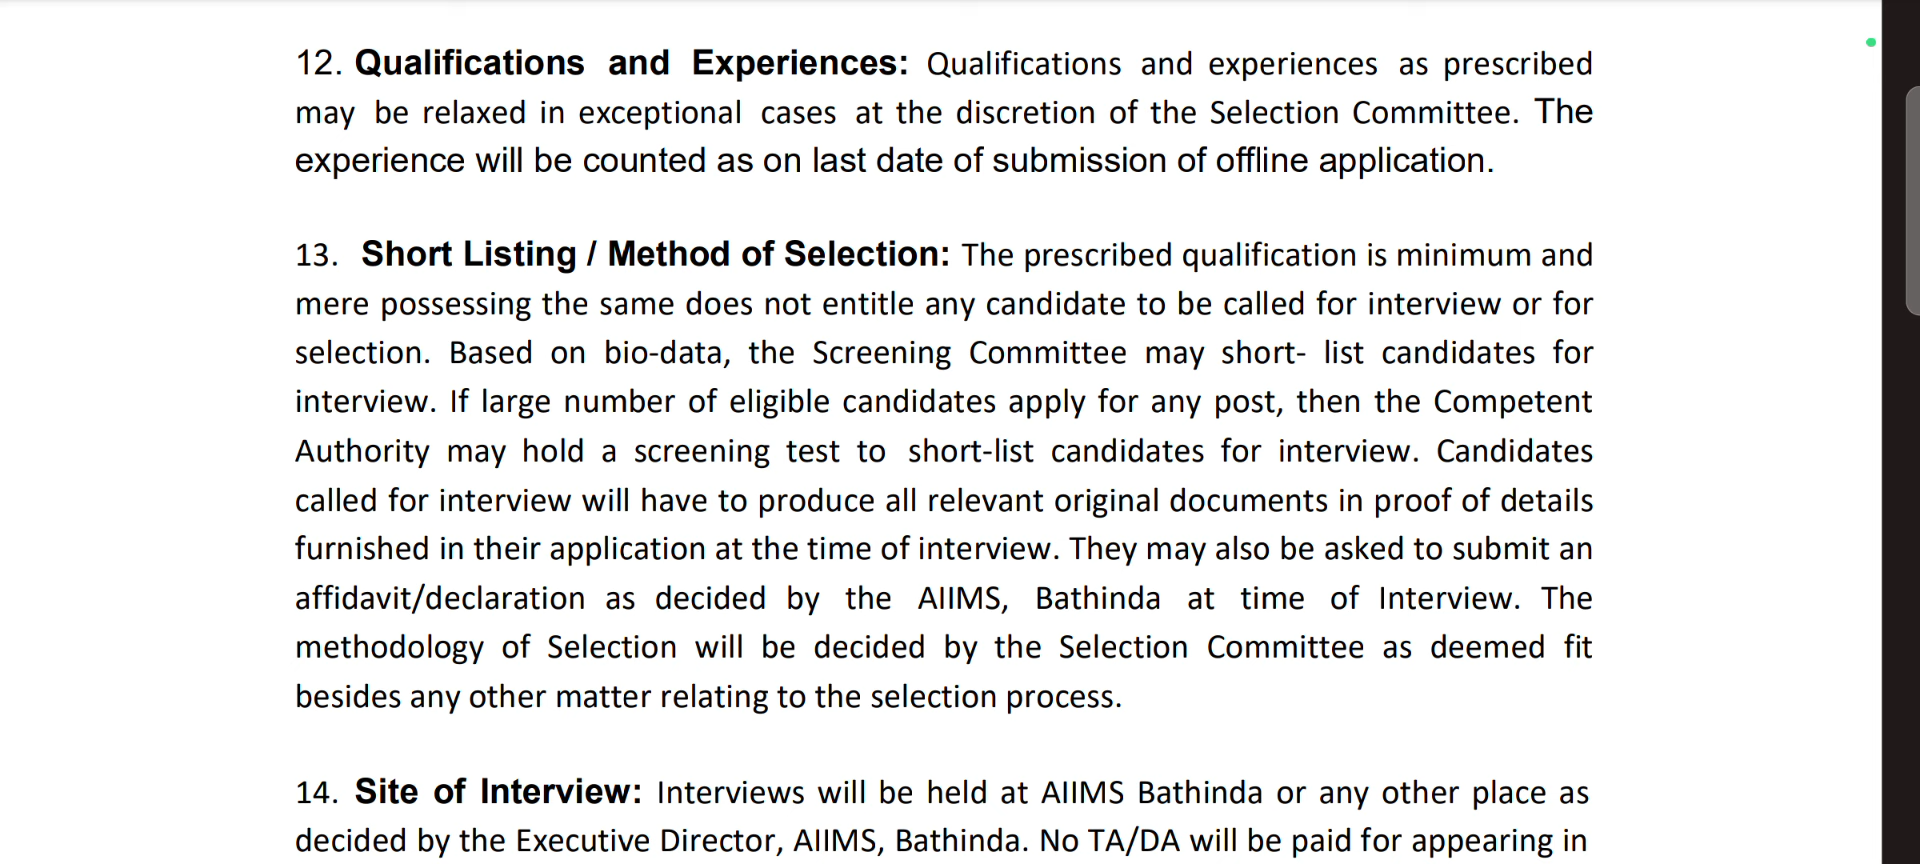 12. Qualifications and Experiences: Qualifications and experiences as prescribed
may be relaxed in exceptional cases at the discretion of the Selection Committee. The
experience will be counted as on last date of submission of offline application.
13. Short Listing / Method of Selection: The prescribed qualification is minimum and
mere possessing the same does not entitle any candidate to be called for interview or for
selection. Based on bio-data, the Screening Committee may short- list candidates for
interview. If large number of eligible candidates apply for any post, then the Competent
Authority may hold a screening test to short-list candidates for interview. Candidates
called for interview will have to produce all relevant original documents in proof of details
furnished in their application at the time of interview. They may also be asked to submit an
affidavit/declaration as decided by the AIIMS, Bathinda at time of Interview. The
methodology of Selection will be decided by the Selection Committee as deemed fit
besides any other matter relating to the selection process.
14. Site of Interview: Interviews will be held at AIIMS Bathinda or any other place as
decided by the Executive Director, AIIMS, Bathinda. No TA/DA will be paid for appearing in